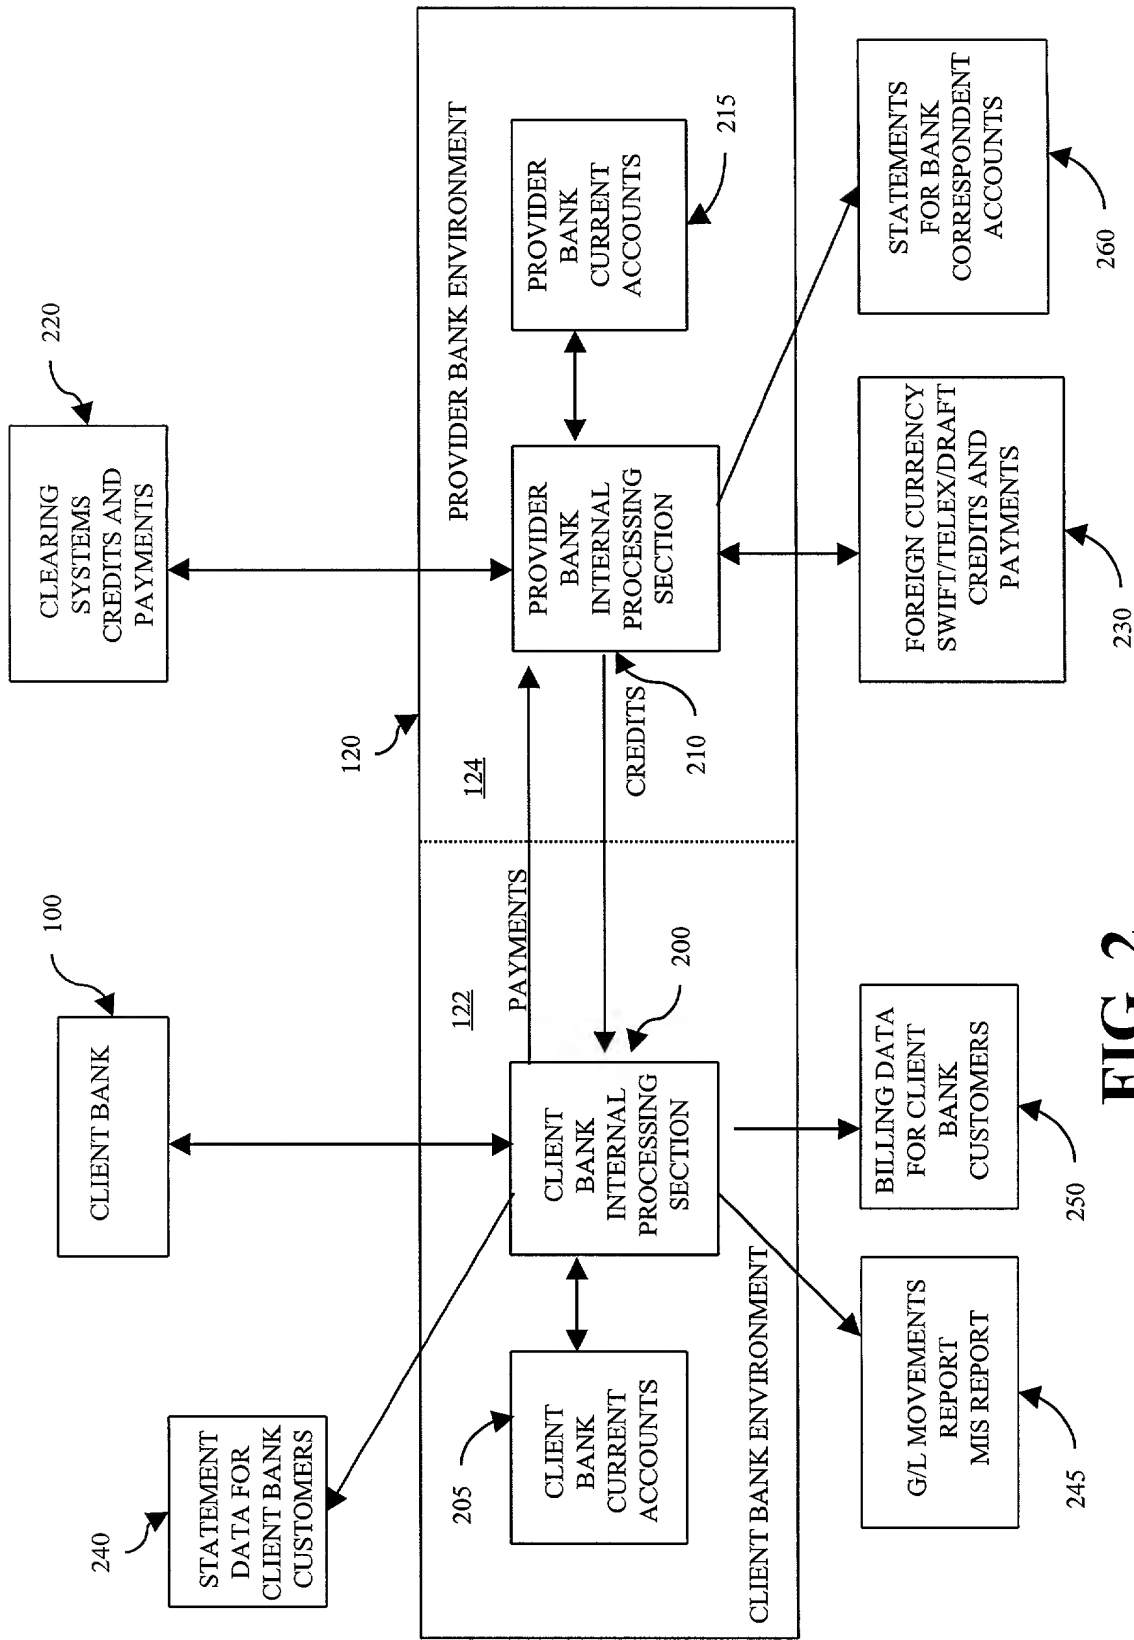 240
STATEMENT
DATA FOR
CLIENT BANK
CUSTOMERS
CLIENT BANK
100
CLEARING
SYSTEMS
CREDITS AND
PAYMENTS
220
120
CLIENT BANK ENVIRONMENT
205
CLIENT
BANK
CURRENT
ACCOUNTS
CLIENT
BANK
INTERNAL
PROCESSING
SECTION
200
122
PAYMENTS
124
CREDITS
210
PROVIDER BANK ENVIRONMENT
PROVIDER
BANK
INTERNAL
PROCESSING
SECTION
PROVIDER
BANK
CURRENT
ACCOUNTS
215
G/L MOVEMENTS
REPORT
MIS REPORT
245
BILLING DATA
FOR CLIENT
BANK
CUSTOMERS
250
FOREIGN CURRENCY
SWIFT/TELEX/DRAFT
CREDITS AND
PAYMENTS
230
STATEMENTS
FOR BANK
CORRESPONDENT
ACCOUNTS
260
FIG. 2